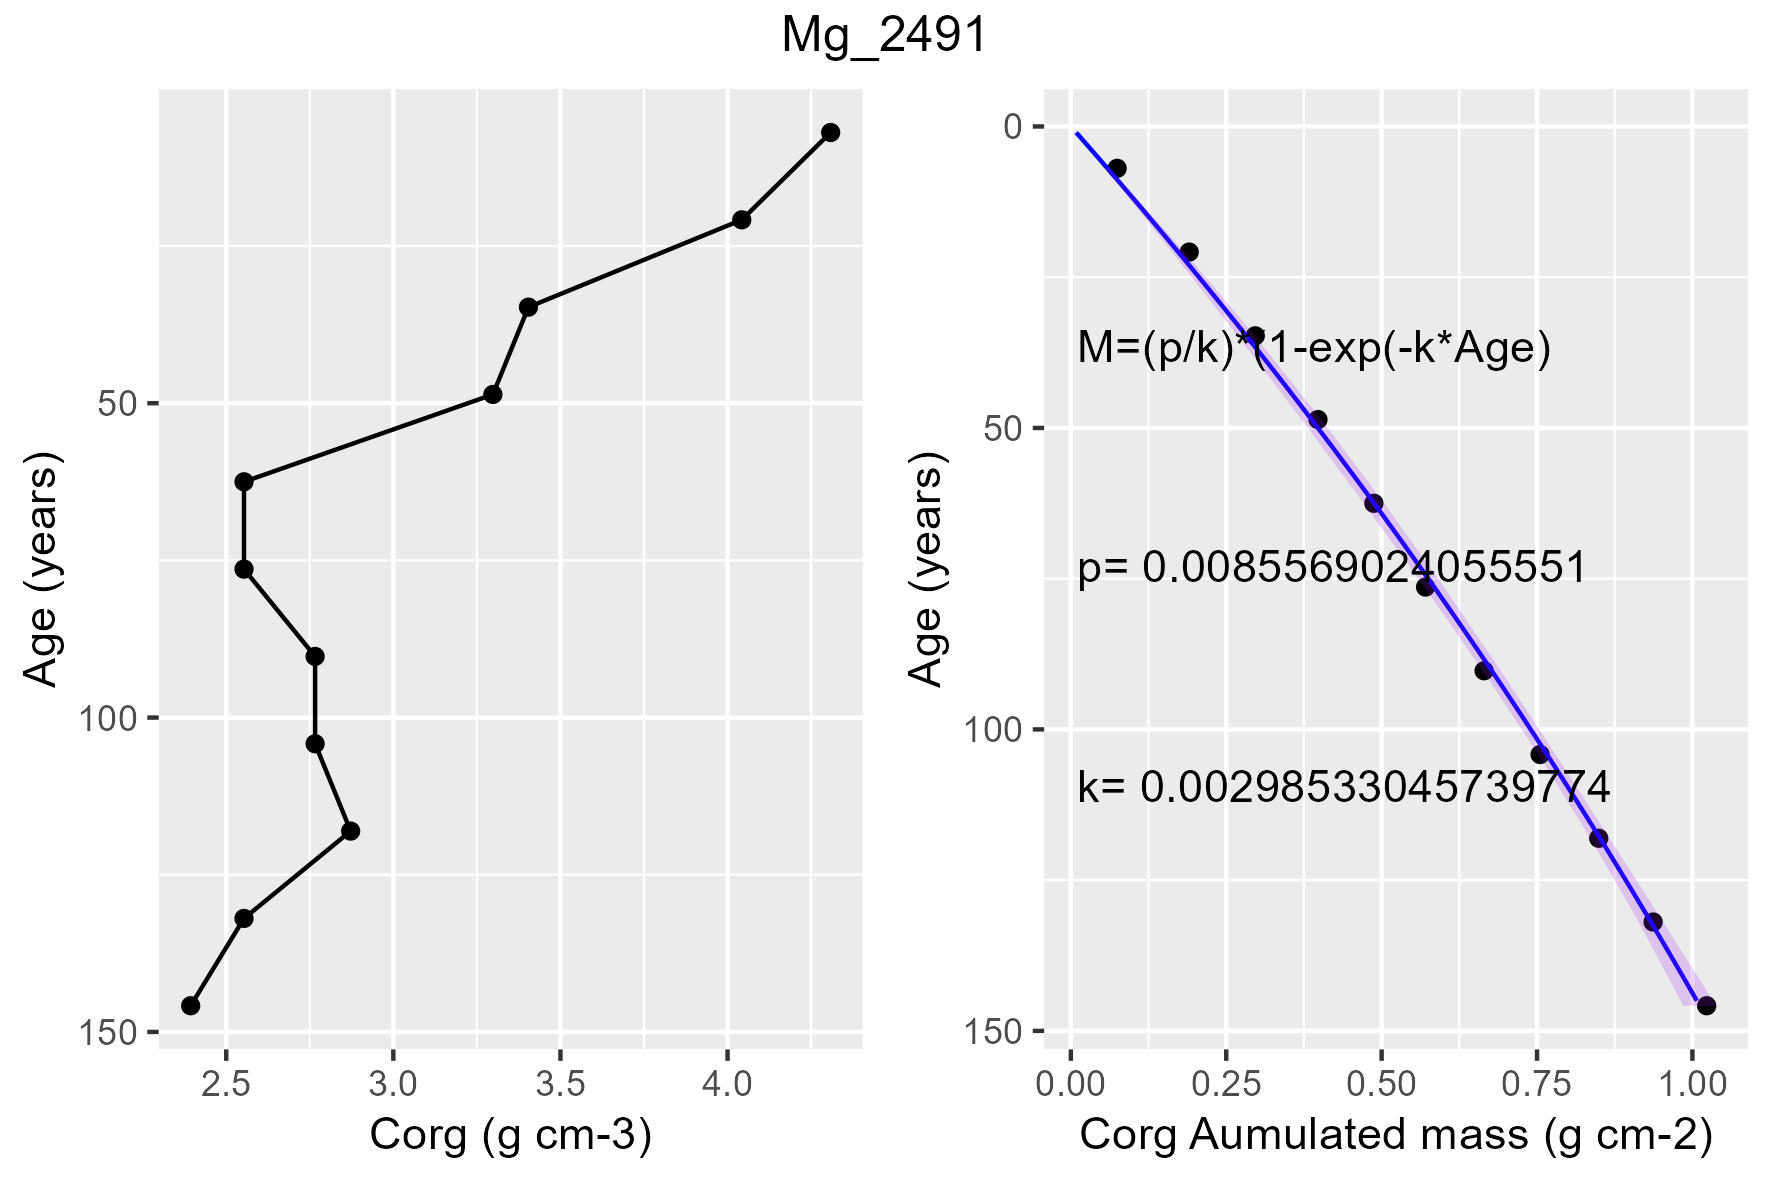 Mg_2491
50
100
150
2.5 3.0 3.5 4.0
Corg (g cm-3)
Age (years)
0
50
100
150
0.00 0.25 0.50 0.75 1.00
Corg Aumulated mass (g cm-2)
Age (years)
M=(p/k)*(1-exp(-k*Age)
p= 0.0085569024055551
k= 0.00298533045739774